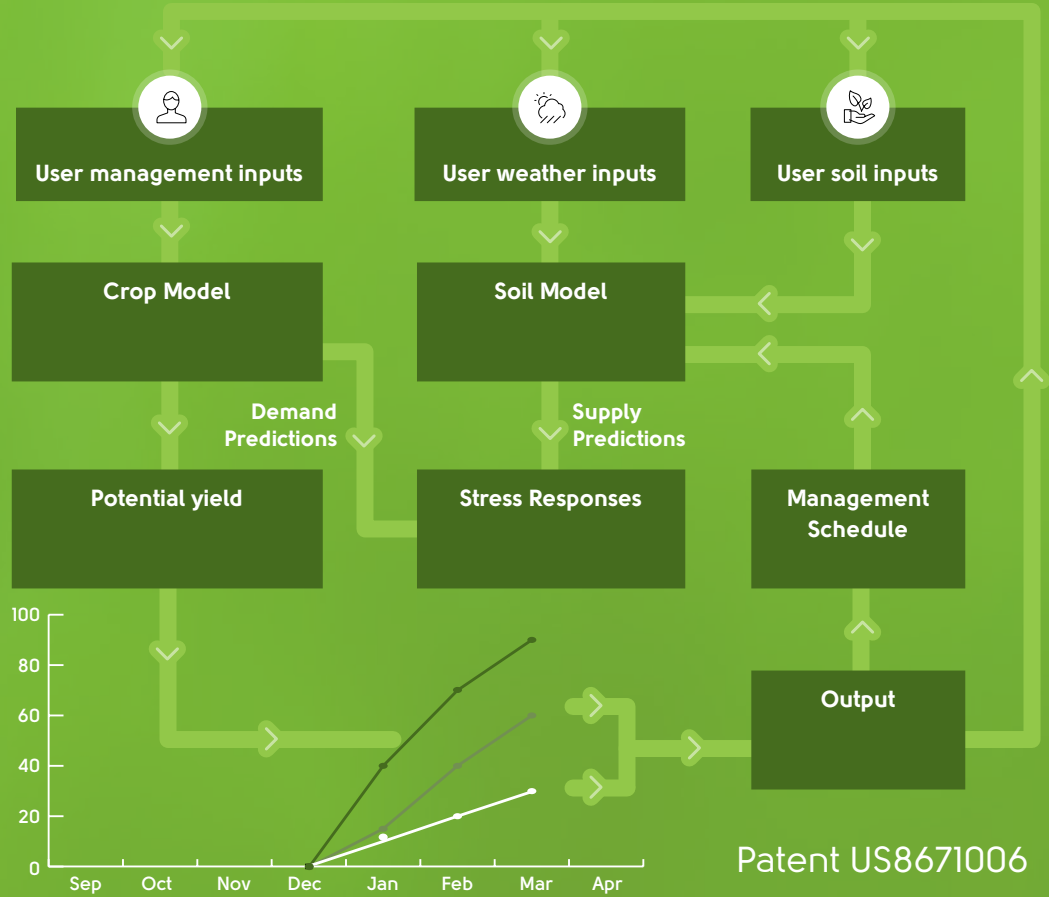 User management inputs
User weather inputs
User soil inputs
Crop Model
Soil Model
Demand
Predictions
Supply
Predictions
Potential yield
Stress Responses
Management
Schedule
Output
100
80
60
40
20
0
Sep Oct Nov Dec Jan Feb Mar Apr
Patent US8671006